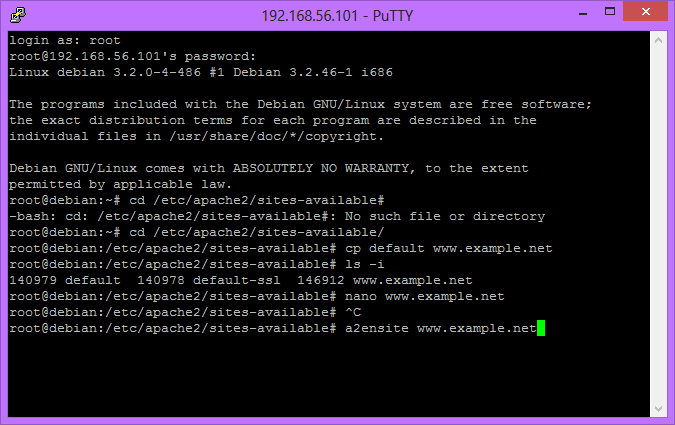 192.168.56.101 - PuTTY
login as: root
root@192.168.56.101's password:
Linux debian 3.2.0-4-486 #1 Debian 3.2.46-1 i686
The programs included with the Debian GNU/Linux system are free software;
the exact distribution terms for each program are described in the
individual files in /usr/share/doc/*/copyright.
Debian GNU/Linux comes with ABSOLUTELY NO WARRANTY, to the extent
permitted by applicable law.
root@debian:~# cd /etc/apache2/sites-available#
-bash: cd: /etc/apache2/sites-available#: No such file or directory
root@debian:~# cd /etc/apache2/sites-available/
root@debian:/etc/apache2/sites-available# cp default www.example.net
root@debian:/etc/apache2/sites-available# ls -i
140979 default  140978 default-ssl  146912 www.example.net
root@debian:/etc/apache2/sites-available# nano www.example.net
root@debian:/etc/apache2/sites-available# ^C
root@debian:/etc/apache2/sites-available# a2ensite www.example.net